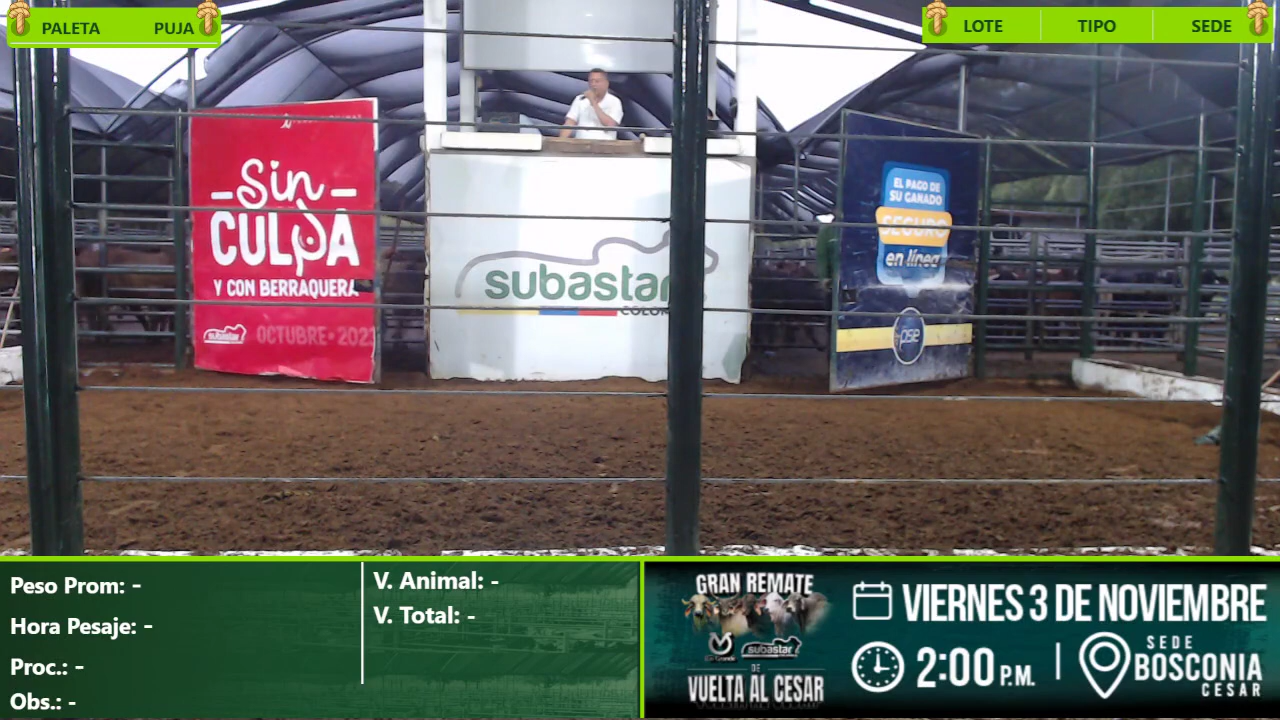 PALETA PUJA
LOTE TIPO SEDE
Sin
CULPA
Y CON BERRAQUERA
subastar
OCTUBRE • 2023
subastar
EL PAGO DE
SU GANADO
SEGURO
en línea
pse
Peso Prom: -
Hora Pesaje: -
Proc.: -
Obs.: -
V. Animal: -
V. Total: -
GRAN REMATE
subastar
DE
VUELTA AL CESAR
VIERNES 3 DE NOVIEMBRE
2:00 P.M.
SEDE
BOSCONIA
CESAR